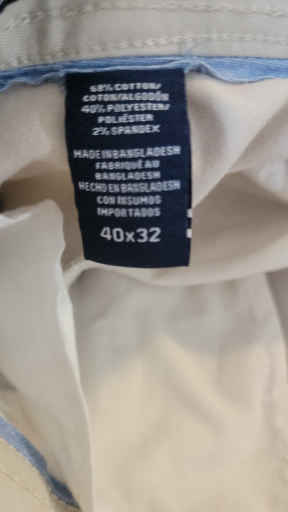 58% COTTON/
COTON/ALGODÓN
40% POLYESTER/
POLIÉSTER
2% SPANDEX
MADE IN BANGLADESH
FABRIQUÉ AU
BANGLADESH
HECHO EN BANGLADESH
CON INSUMOS
IMPORTADOS
40x32